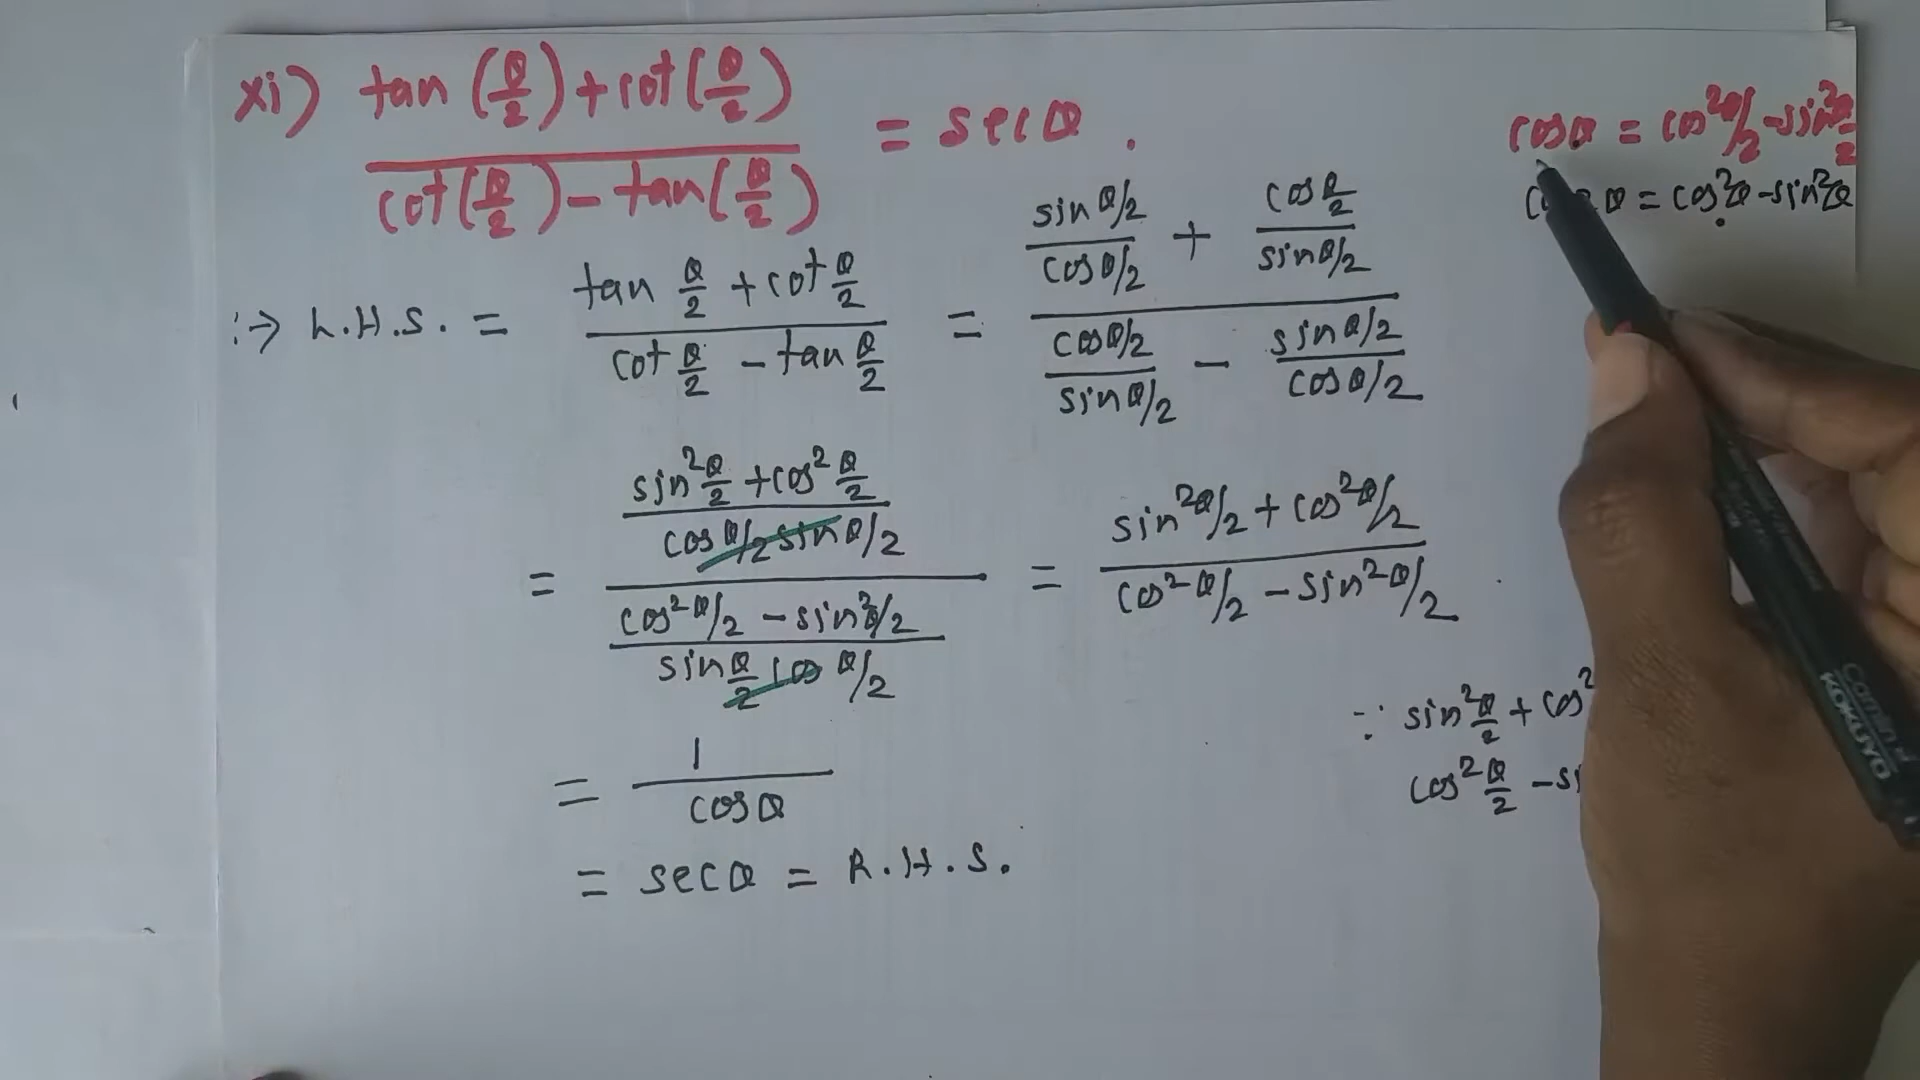 xi) tan(θ/2)+cot(θ/2) / cot(θ/2)-tan(θ/2) = secθ.
cosθ = cos²θ/2 - sin²θ/2
θ = cos²θ - sin²θ
:→ L.H.S. = tan θ/2 + cot θ/2 / cot θ/2 - tan θ/2 = sinθ/2 / cosθ/2 + cosθ/2 / sinθ/2 / cosθ/2 / sinθ/2 - sinθ/2 / cosθ/2
= sin²θ/2 + cos²θ/2 / cosθ/2 sinθ/2 / cos²θ/2 - sin²θ/2 / sinθ/2 cosθ/2 = sin²θ/2 + cos²θ/2 / cos²θ/2 - sin²θ/2
∵ sin²θ/2 + cos²
cos²θ/2 -
= 1 / cosθ
= secθ = R.H.S.
Camlin
KOKUYO